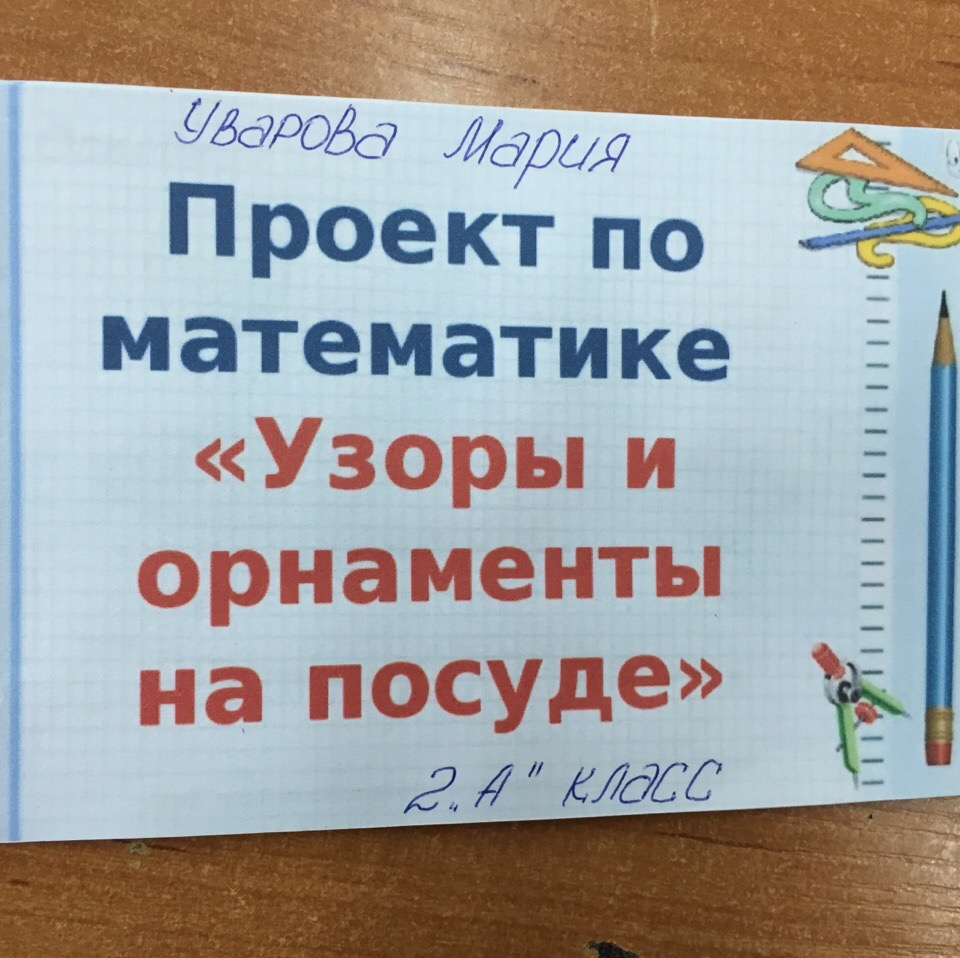 Уварова Мария
Проект по
математике
«Узоры и
орнаменты
на посуде»
2 „А" класс